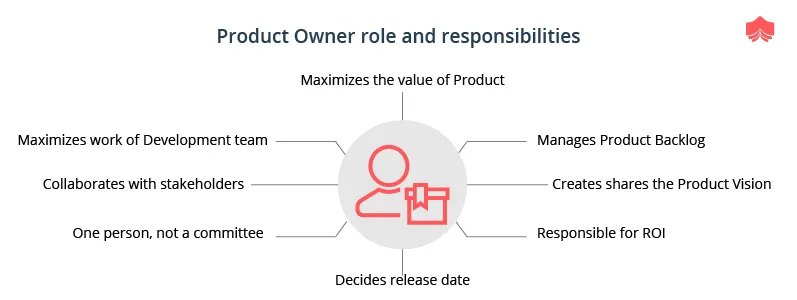 Product Owner role and responsibilities
Maximizes the value of Product
Maximizes work of Development team
Manages Product Backlog
Collaborates with stakeholders
Creates shares the Product Vision
One person, not a committee
Responsible for ROI
Decides release date